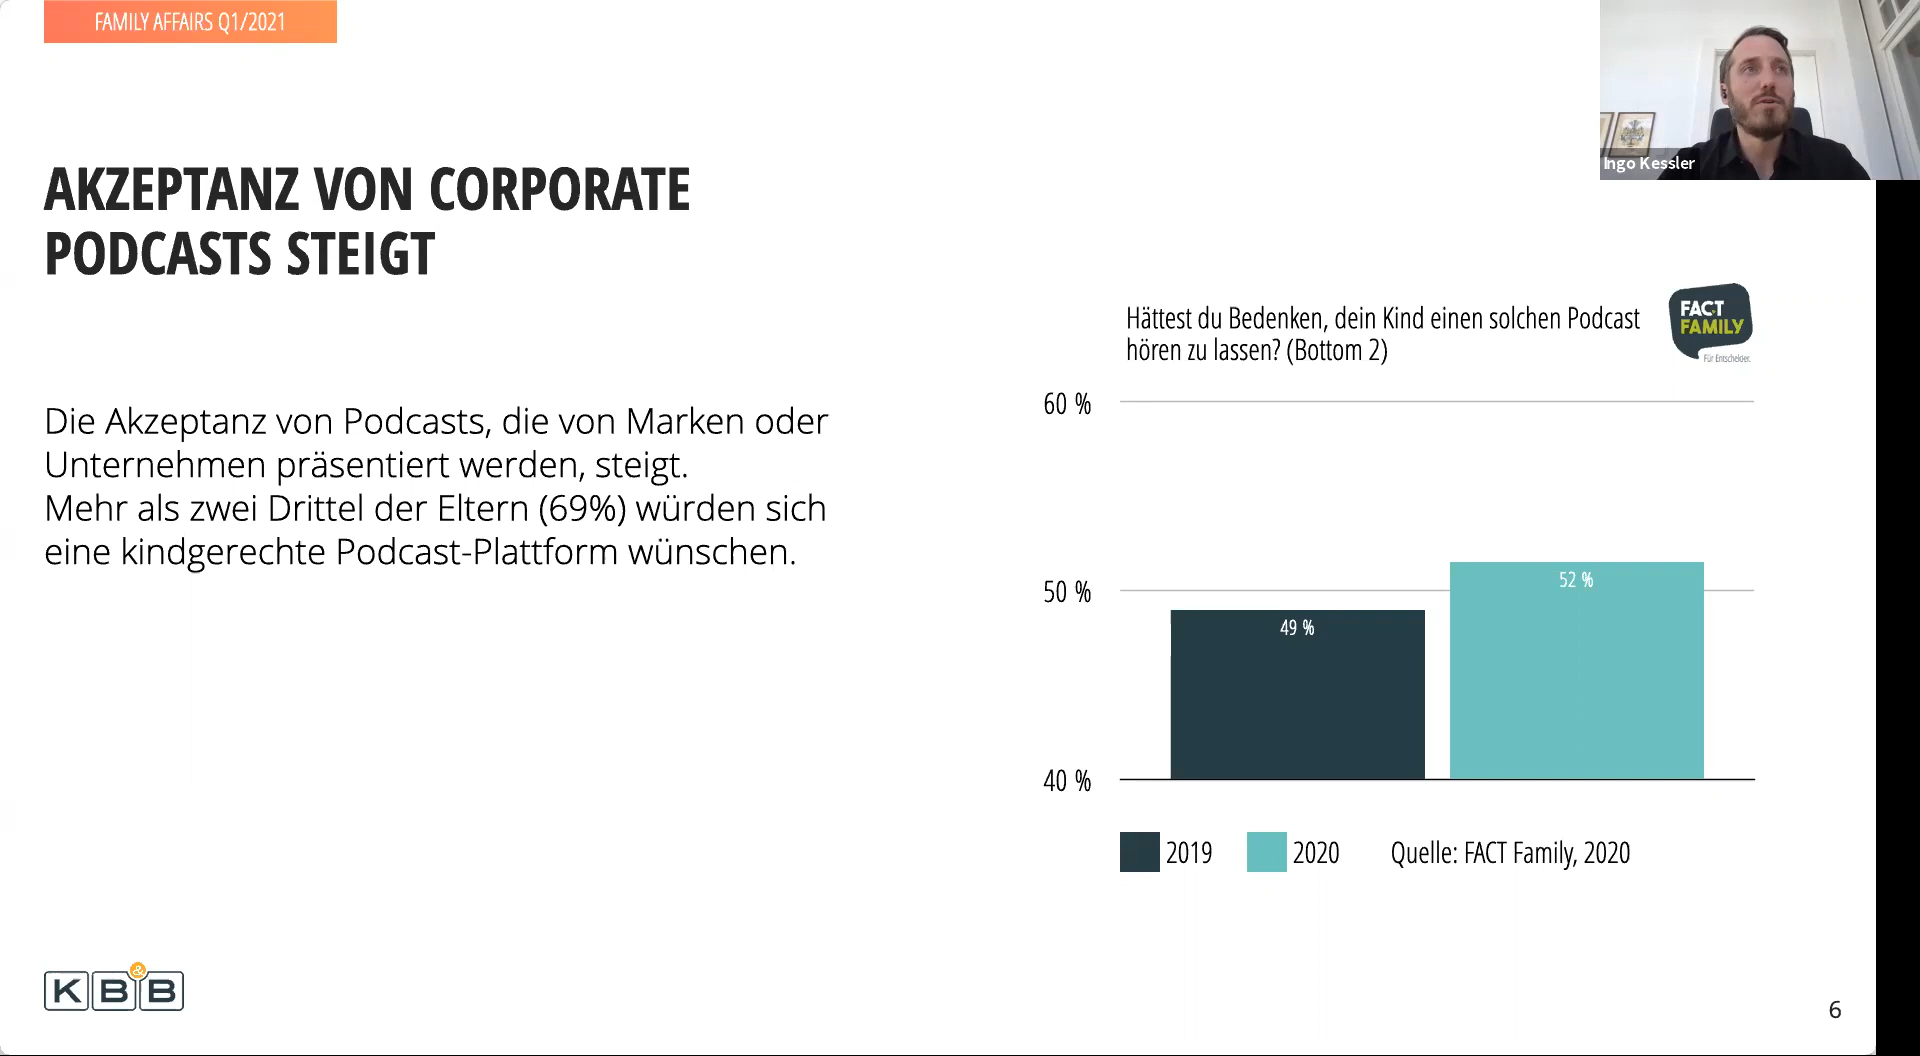 FAMILY AFFAIRS Q1/2021
Ingo Kessler
AKZEPTANZ VON CORPORATE
PODCASTS STEIGT
Die Akzeptanz von Podcasts, die von Marken oder
Unternehmen präsentiert werden, steigt.
Mehr als zwei Drittel der Eltern (69%) würden sich
eine kindgerechte Podcast-Plattform wünschen.
Hättest du Bedenken, dein Kind einen solchen Podcast
hören zu lassen? (Bottom 2)
FACT
FAMILY
Für Entscheider.
60 %
50 %
40 %
49 %
52 %
2019
2020
Quelle: FACT Family, 2020
KB&B
6